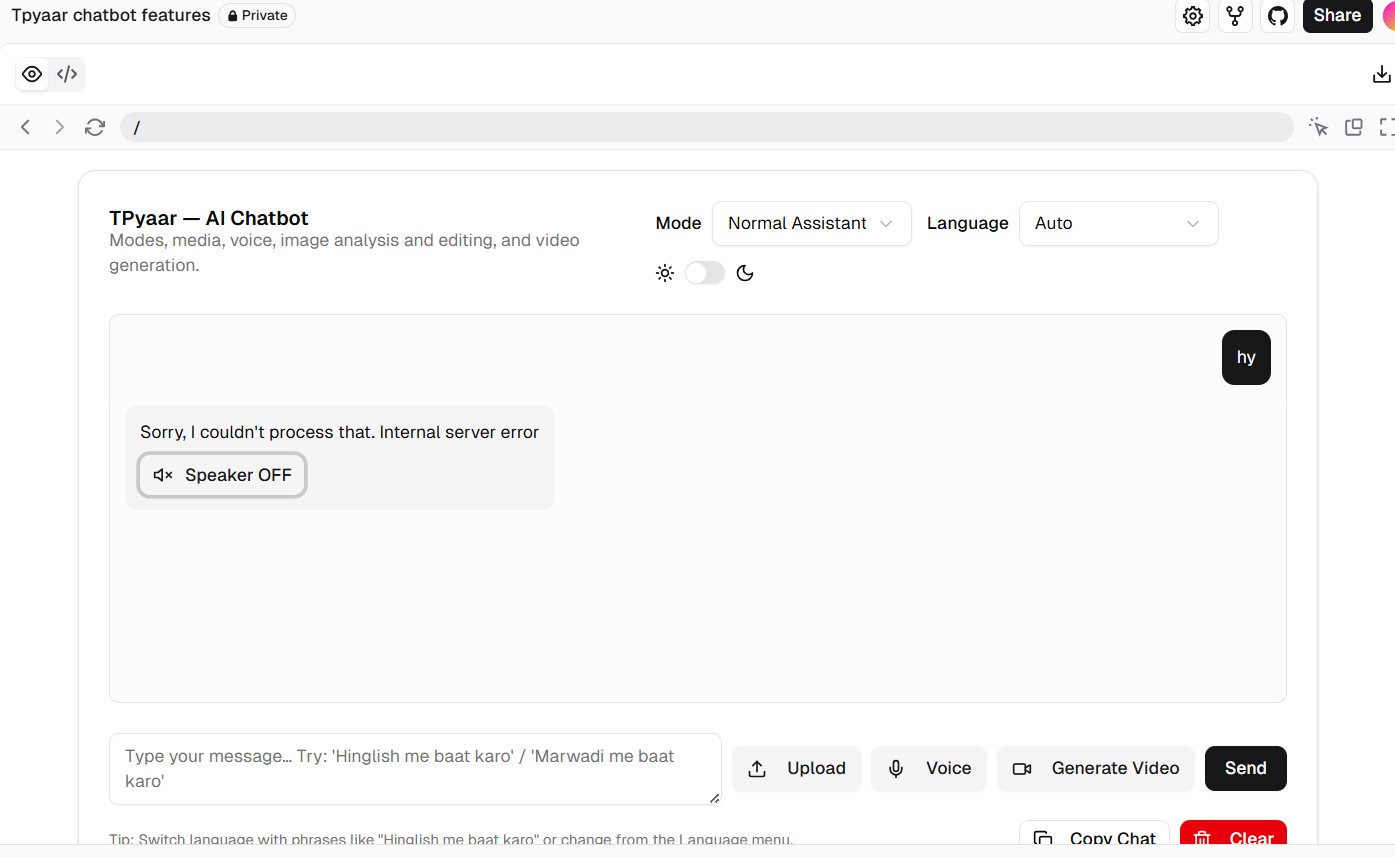 Tpyaar chatbot features Private Share
/
TPyaar — AI Chatbot
Modes, media, voice, image analysis and editing, and video
generation.
Mode Normal Assistant Language Auto
hy
Sorry, I couldn't process that. Internal server error
Speaker OFF
Type your message... Try: 'Hinglish me baat karo' / 'Marwadi me baat
karo'
Upload Voice Generate Video Send
Tip: Switch language with phrases like "Hinglish me baat karo" or change from the Language menu.
Copy Chat Clear